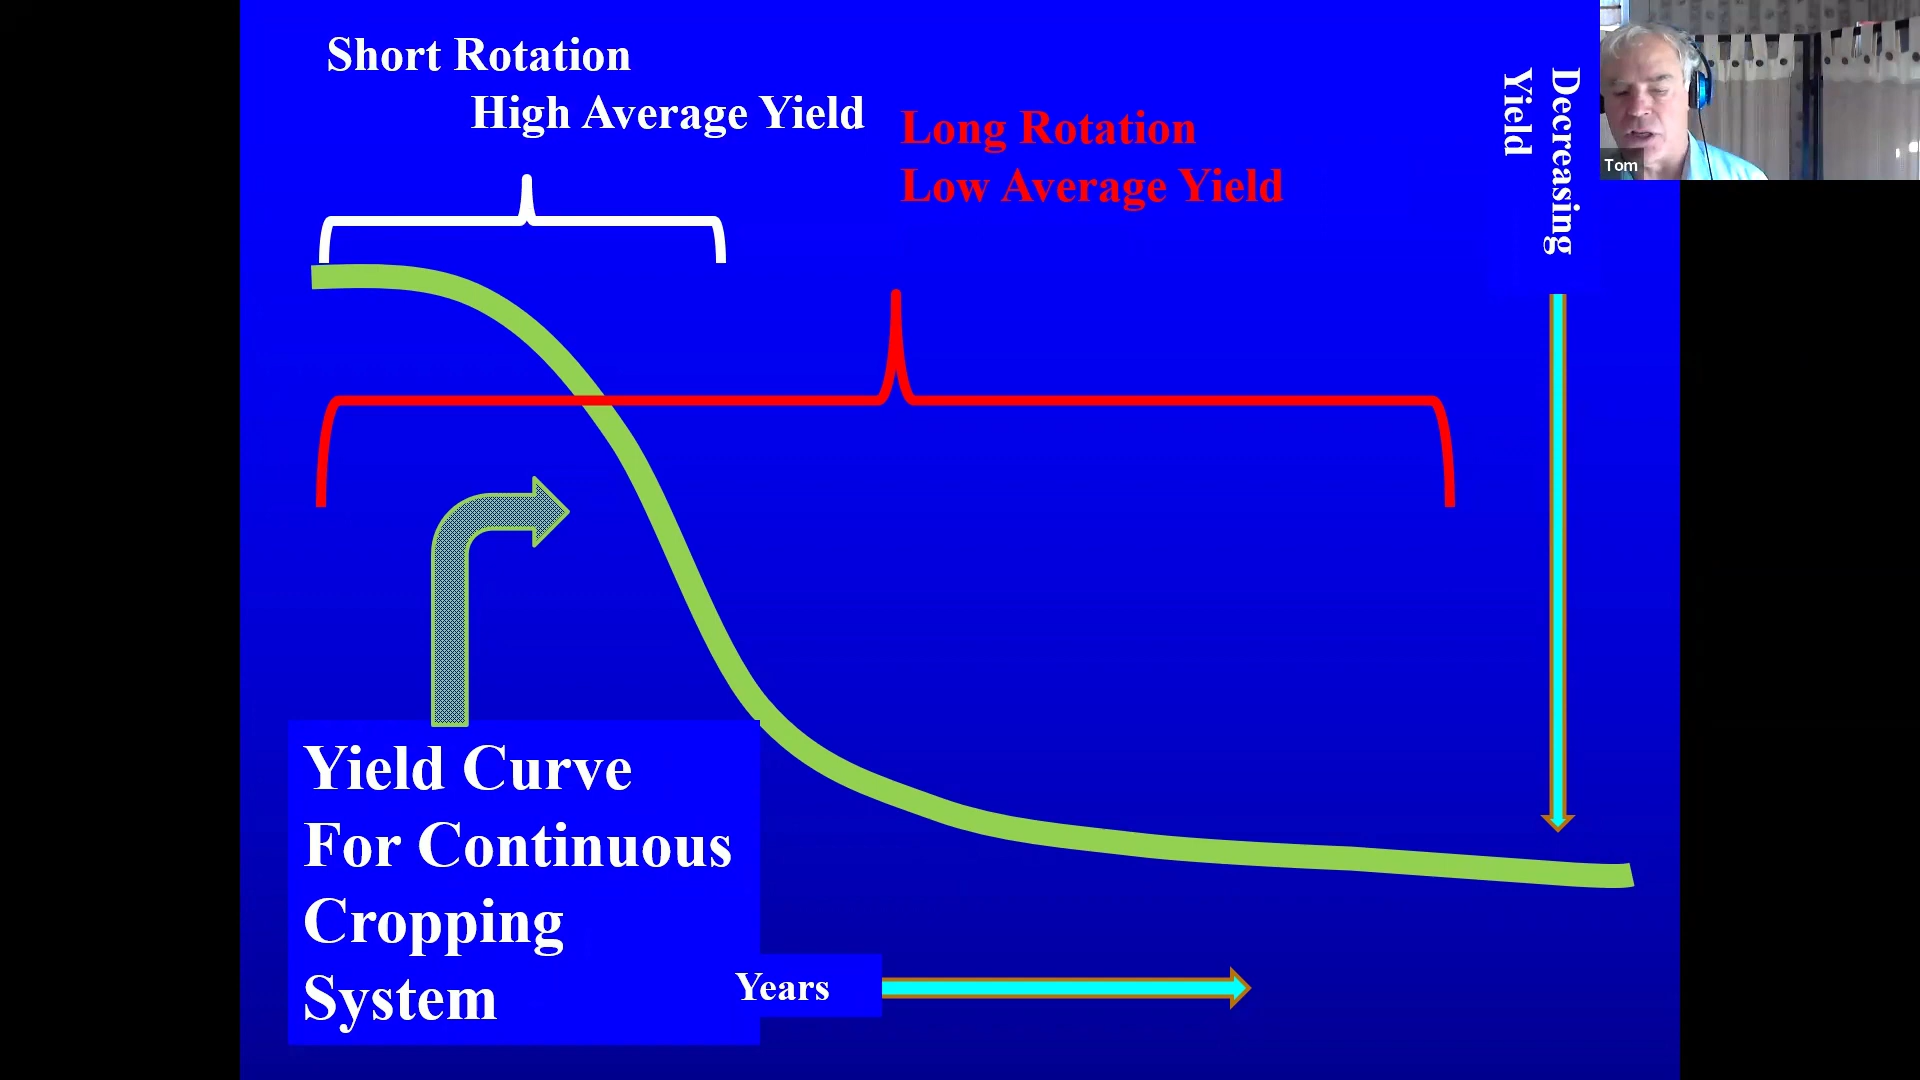 Short Rotation
High Average Yield
Long Rotation
Low Average Yield
Decreasing
Yield
Tom
Yield Curve
For Continuous
Cropping
System
Years